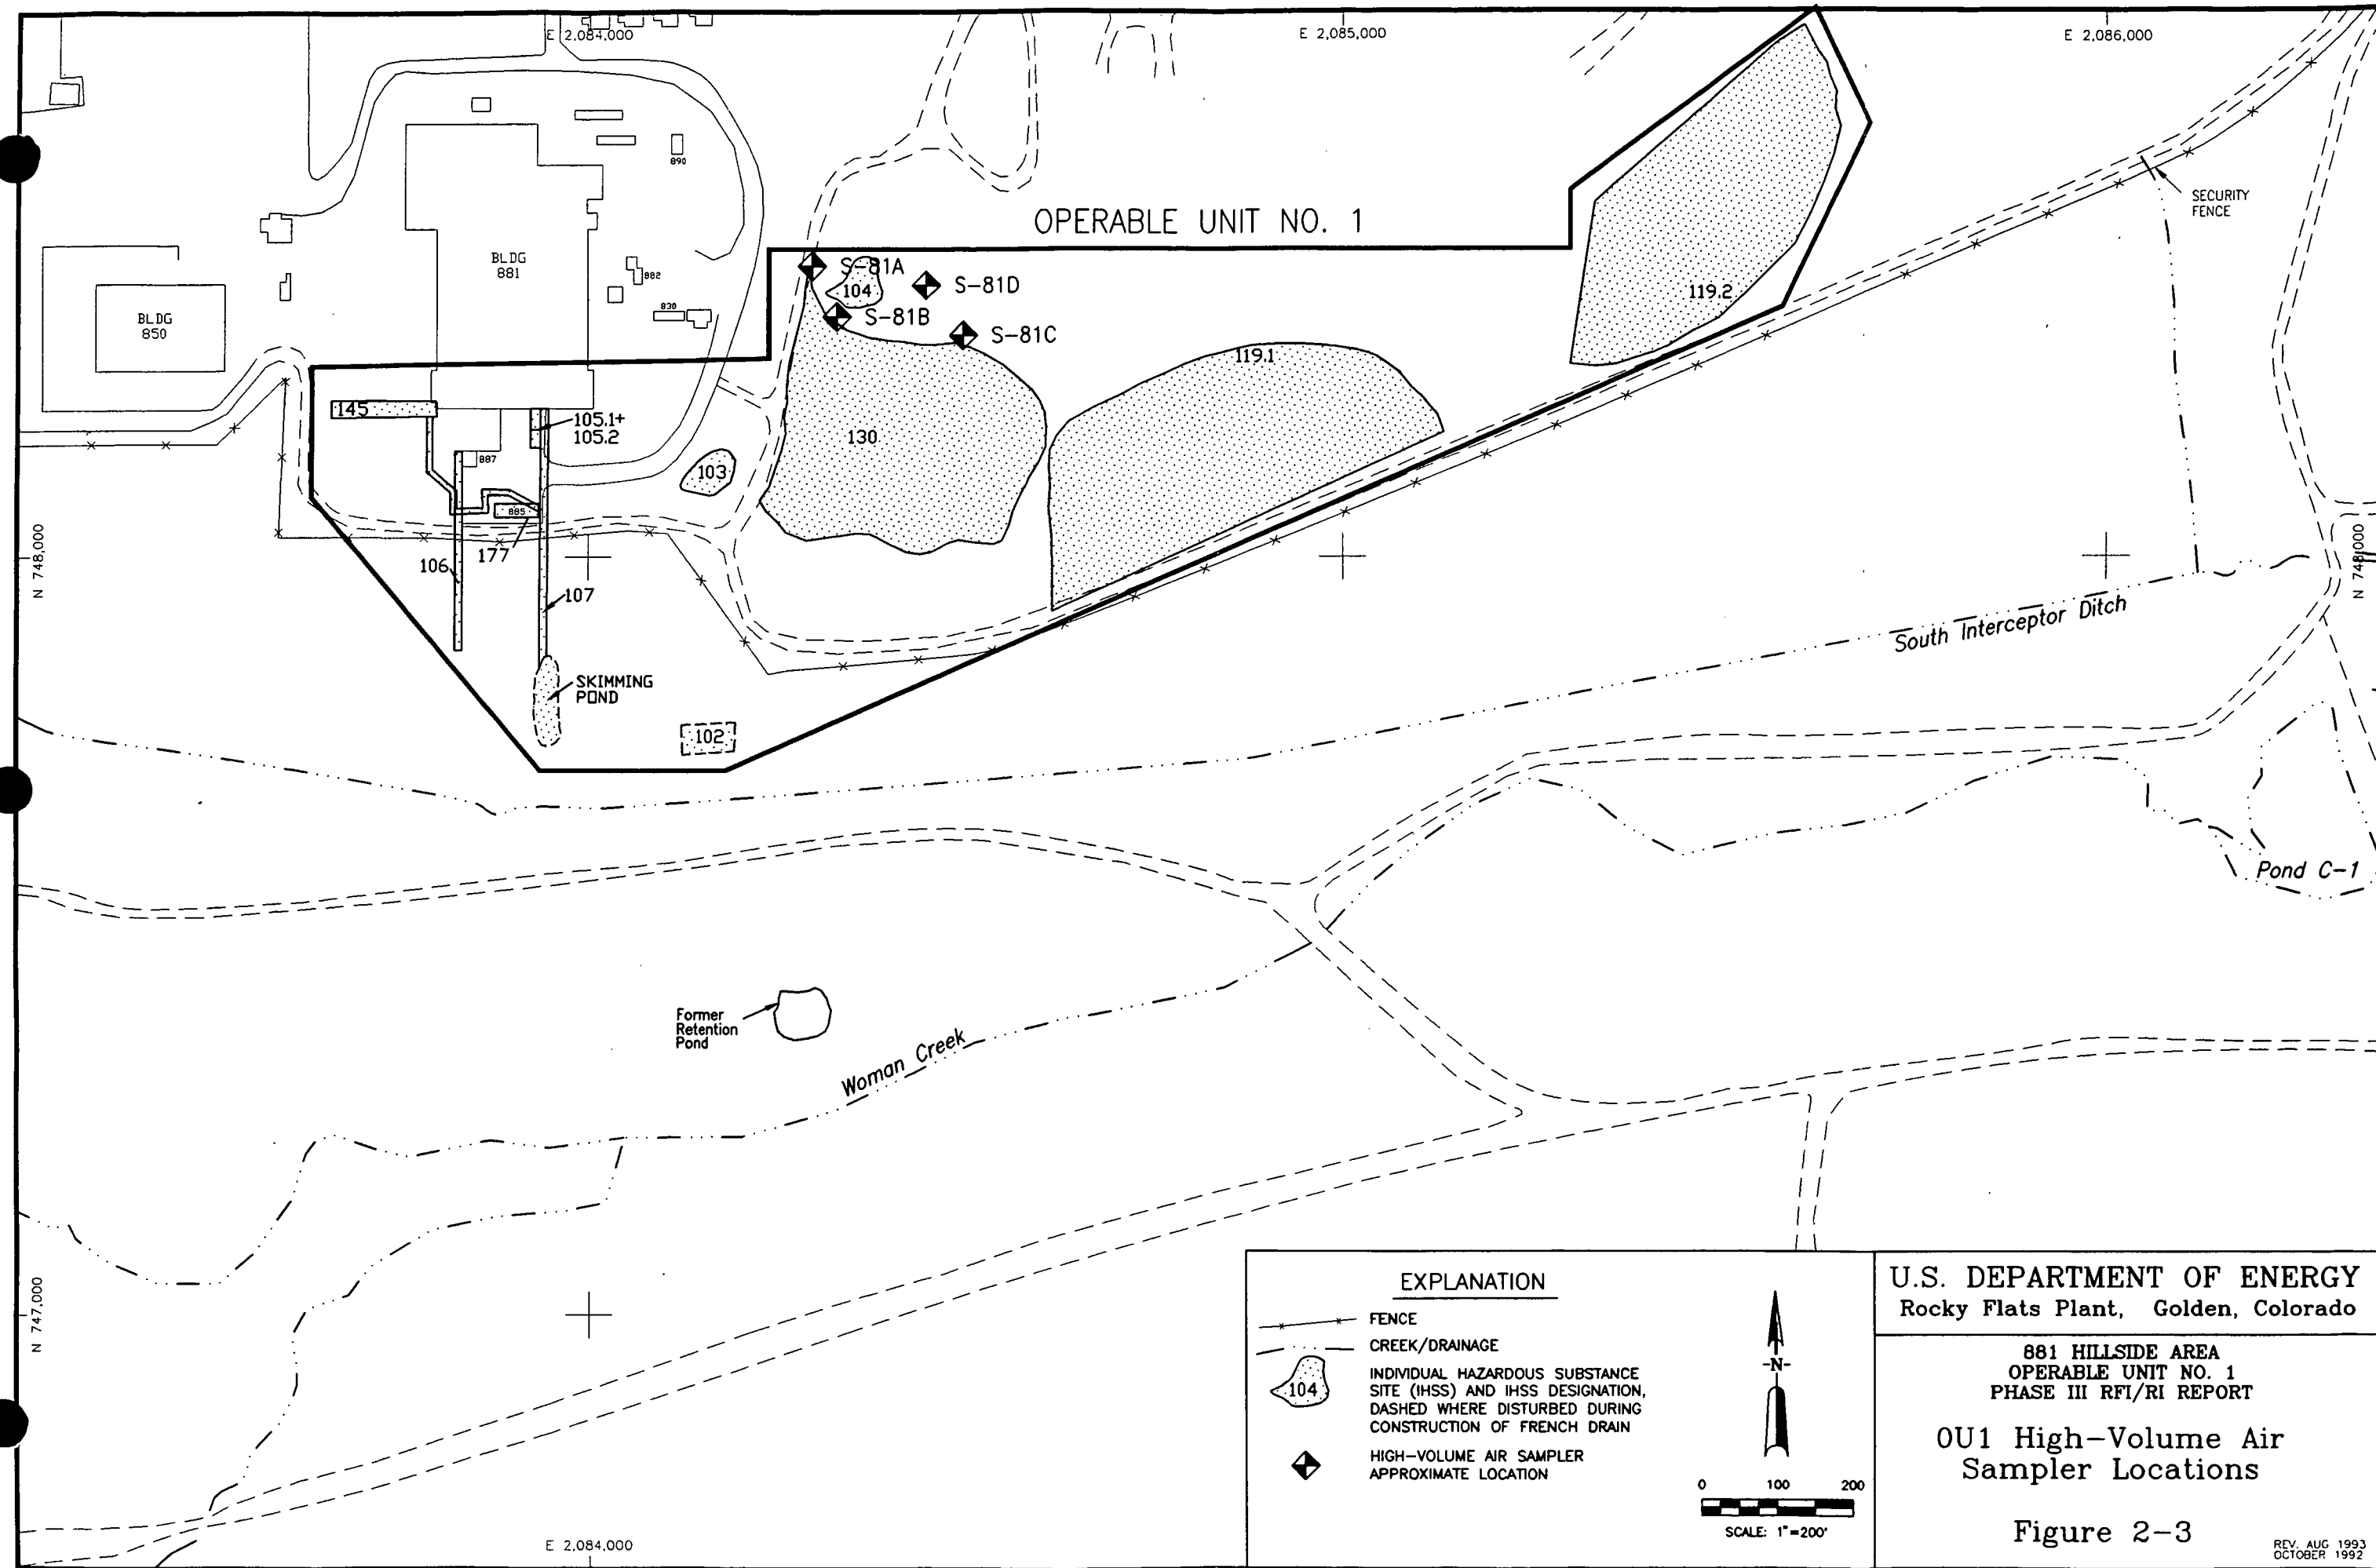 E 2,084,000
E 2,085,000
E 2,086,000
890
SECURITY
FENCE
OPERABLE UNIT NO. 1
BLDG
881
882
830
BLDG
850
S-81A
104
S-81D
S-81B
S-81C
119.2
119.1
145
105.1+
105.2
130
103
887
885
177
106
107
N 748,000
N 748,000
SKIMMING
POND
102
South Interceptor Ditch
Pond C-1
Former
Retention
Pond
Woman Creek
N 747,000
E 2,084,000
EXPLANATION
FENCE
CREEK/DRAINAGE
104
INDIVIDUAL HAZARDOUS SUBSTANCE
SITE (IHSS) AND IHSS DESIGNATION,
DASHED WHERE DISTURBED DURING
CONSTRUCTION OF FRENCH DRAIN
HIGH-VOLUME AIR SAMPLER
APPROXIMATE LOCATION
-N-
0 100 200
SCALE: 1"=200'
U.S. DEPARTMENT OF ENERGY
Rocky Flats Plant, Golden, Colorado
881 HILLSIDE AREA
OPERABLE UNIT NO. 1
PHASE III RFI/RI REPORT
OU1 High-Volume Air
Sampler Locations
Figure 2-3
REV. AUG 1993
OCTOBER 1992